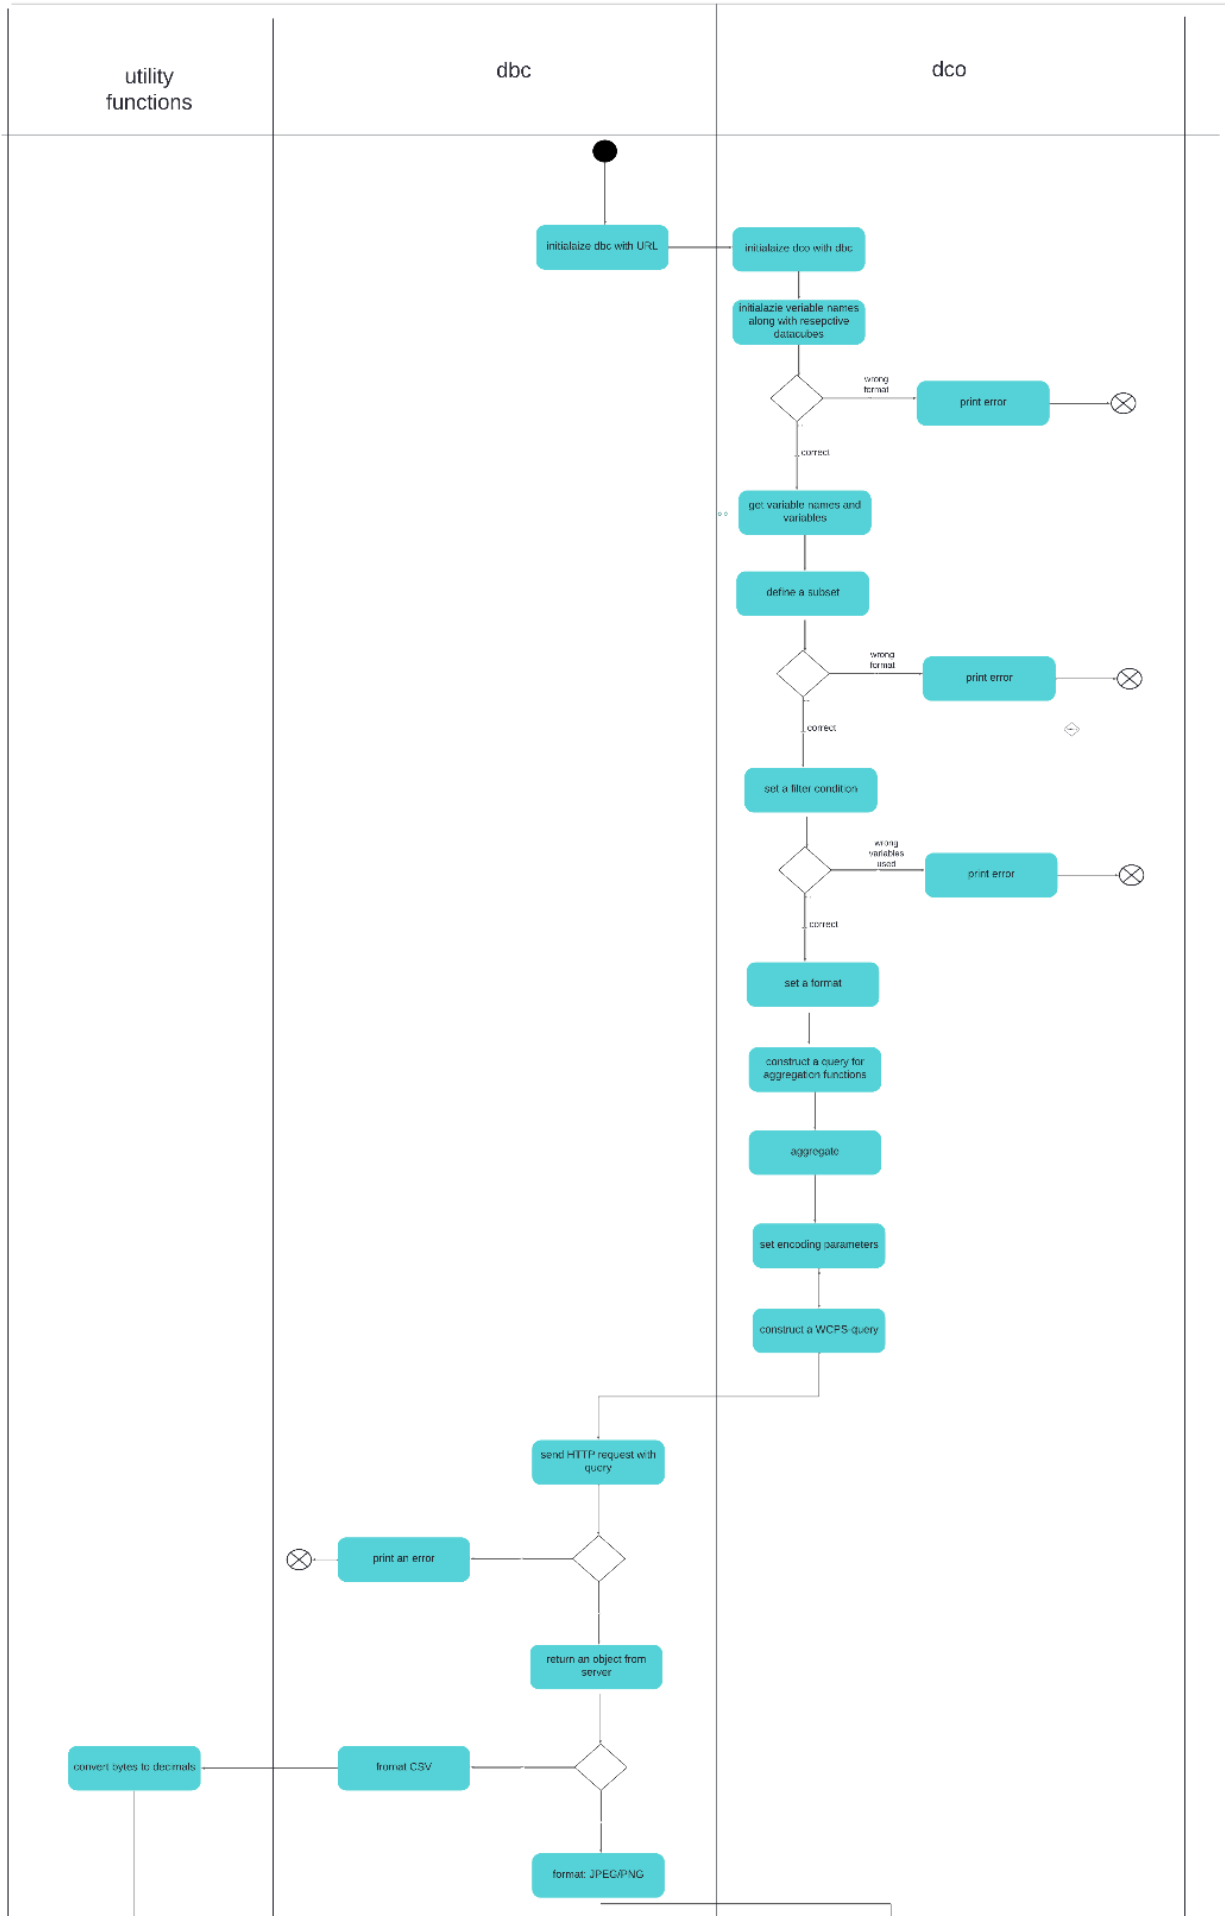 utility
functions
dbc
dco
initialaize dbc with URL
initialaize dco with dbc
initialazie veriable names
along with resepctive
datacubes
wrong
format
print error
correct
get variable names and
variables
define a subset
wrong
format
print error
correct
set a filter condition
wrong
variables
used
print error
correct
set a format
construct a query for
aggregation functions
aggregate
set encoding parameters
construct a WCPS-query
send HTTP request with
query
print an error
return an object from
server
convert bytes to decimals
fromat CSV
format: JPEG/PNG